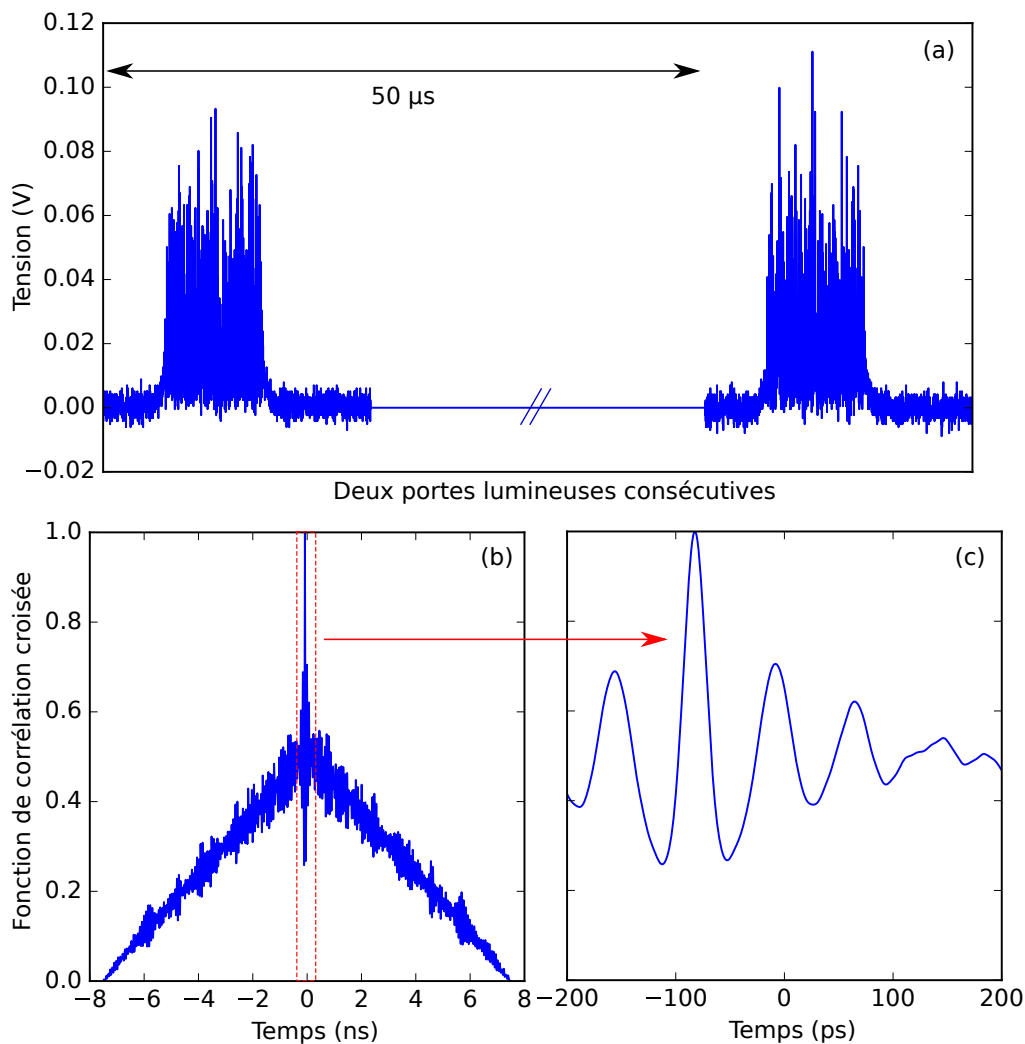 0.12
(a)
0.10
50 µs
0.08
0.06
0.04
0.02
0.00
−0.02
Tension (V)
Deux portes lumineuses consécutives
1.0
(b)
0.8
0.6
0.4
0.2
0.0
Fonction de corrélation croisée
−8 −6 −4 −2 0 2 4 6 8
Temps (ns)
(c)
−200 −100 0 100 200
Temps (ps)